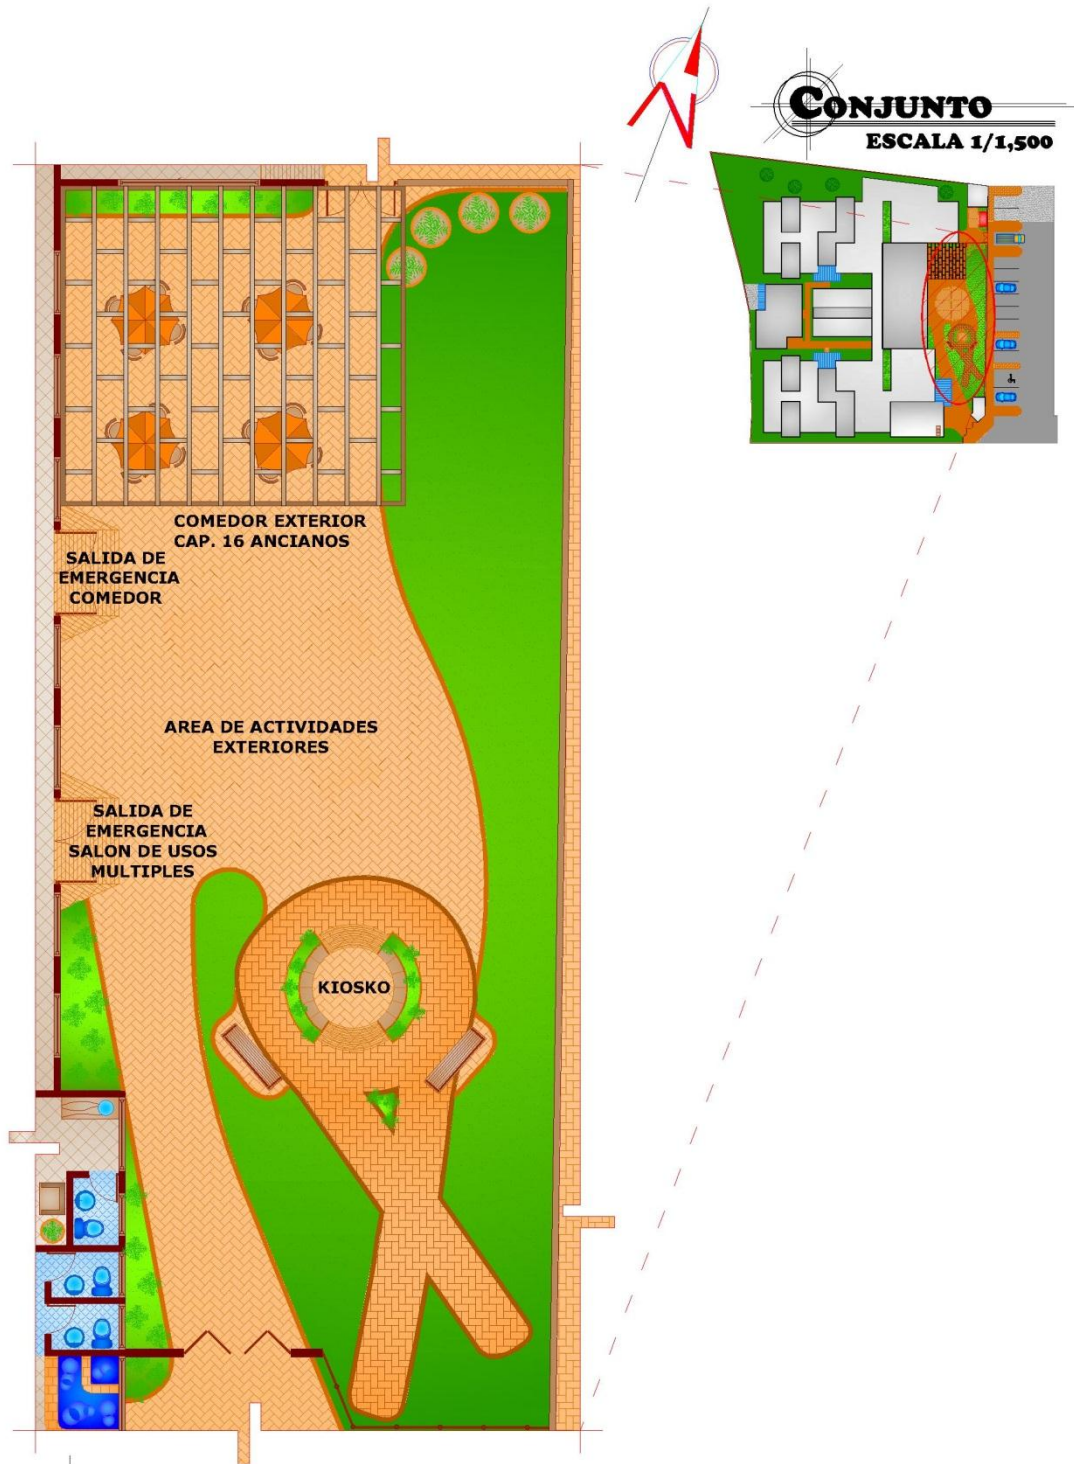 N
CONJUNTO
ESCALA 1/1,500
COMEDOR EXTERIOR
CAP. 16 ANCIANOS
SALIDA DE
EMERGENCIA
COMEDOR
AREA DE ACTIVIDADES
EXTERIORES
SALIDA DE
EMERGENCIA
SALON DE USOS
MULTIPLES
KIOSKO